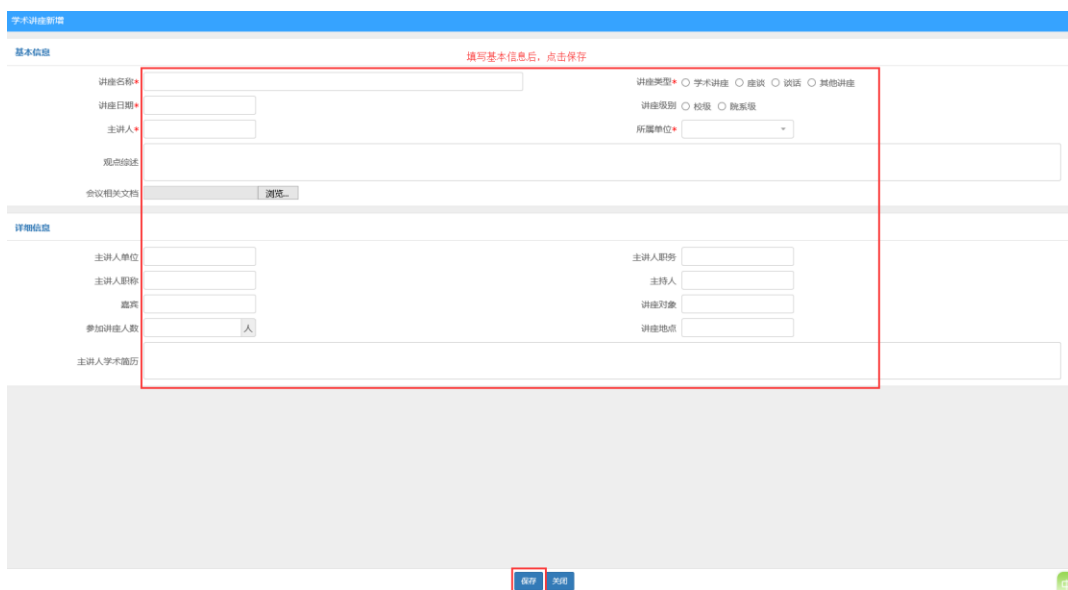 学术讲座新增
基本信息
填写基本信息后，点击保存
讲座名称* 讲座类型* 学术讲座 座谈 谈话 其他讲座
讲座日期* 讲座级别 校级 院系级
主讲人* 所属单位*
观点综述
会议相关文档 浏览...
详细信息
主讲人单位 主讲人职务
主讲人职称 主持人
嘉宾 讲座对象
参加讲座人数 人 讲座地点
主讲人学术简历
保存 关闭